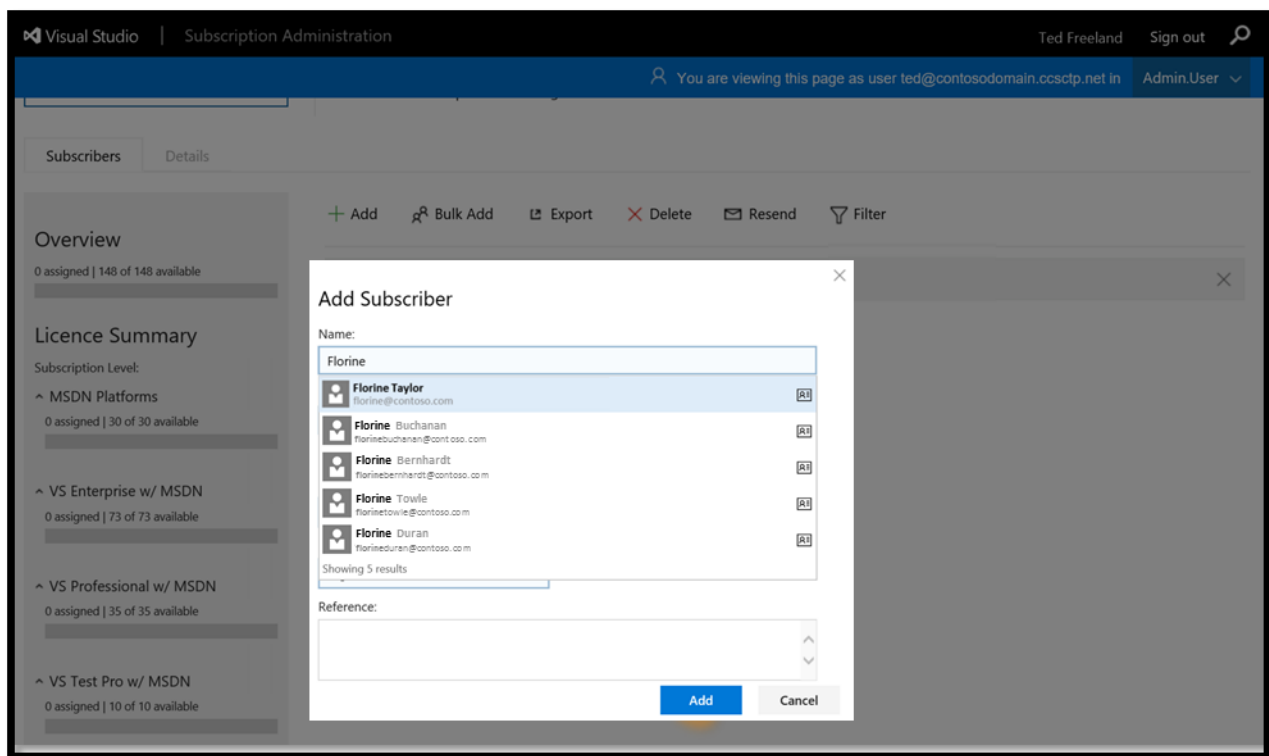 Visual Studio | Subscription Administration
Ted Freeland Sign out
You are viewing this page as user ted@contosodomain.ccsctp.net in Admin.User
Subscribers Details
Add Bulk Add Export Delete Resend Filter
Overview
0 assigned | 148 of 148 available
Licence Summary
Subscription Level:
MSDN Platforms
0 assigned | 30 of 30 available
VS Enterprise w/ MSDN
0 assigned | 73 of 73 available
VS Professional w/ MSDN
0 assigned | 35 of 35 available
VS Test Pro w/ MSDN
0 assigned | 10 of 10 available
Add Subscriber
Name:
Florine
Florine Taylor
florine@contoso.com
Florine Buchanan
florinebuchanan@contoso.com
Florine Bernhardt
florinebernhardt@contoso.com
Florine Towle
florinetowle@contoso.com
Florine Duran
florineduran@contoso.com
Showing 5 results
Reference:
Add Cancel